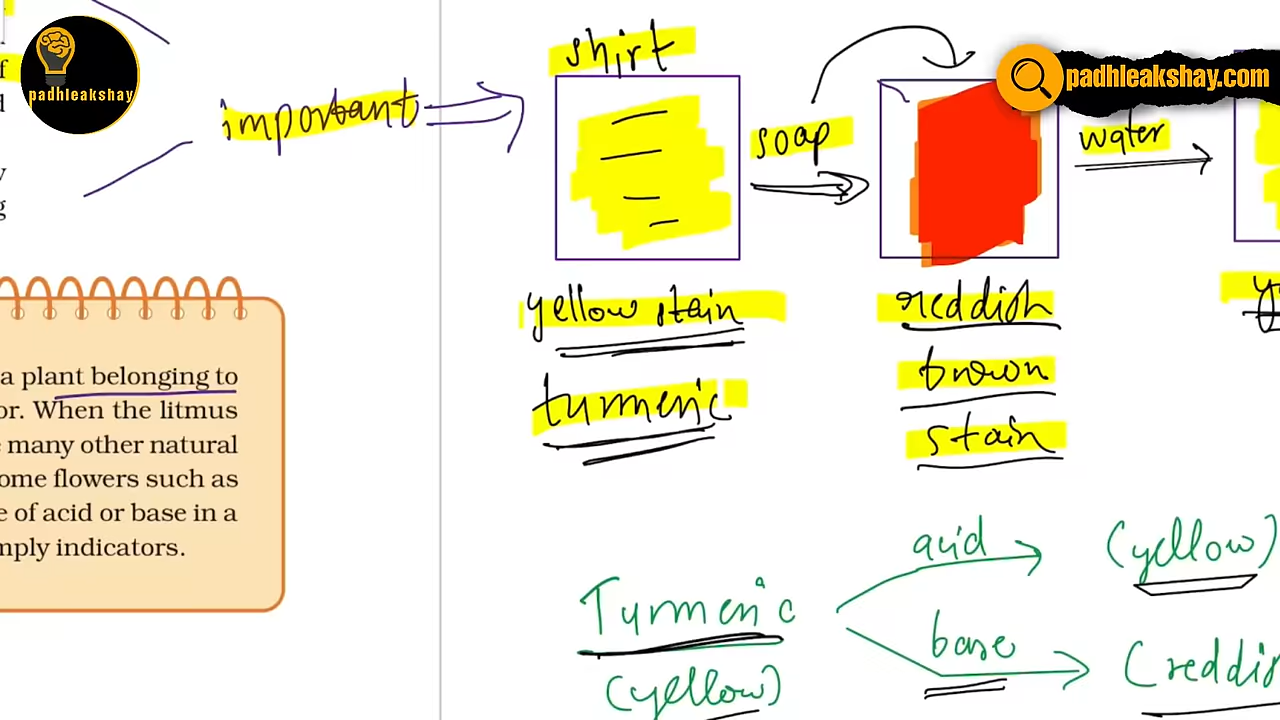 padhleakshay
padhleakshay.com
important
shirt
soap
water
yellow stain
turmeric
reddish
brown
stain
f
d
y
g
a plant belonging to
or. When the litmus
e many other natural
ome flowers such as
e of acid or base in a
mply indicators.
Turmeric
(yellow)
acid
(yellow)
base
(reddis